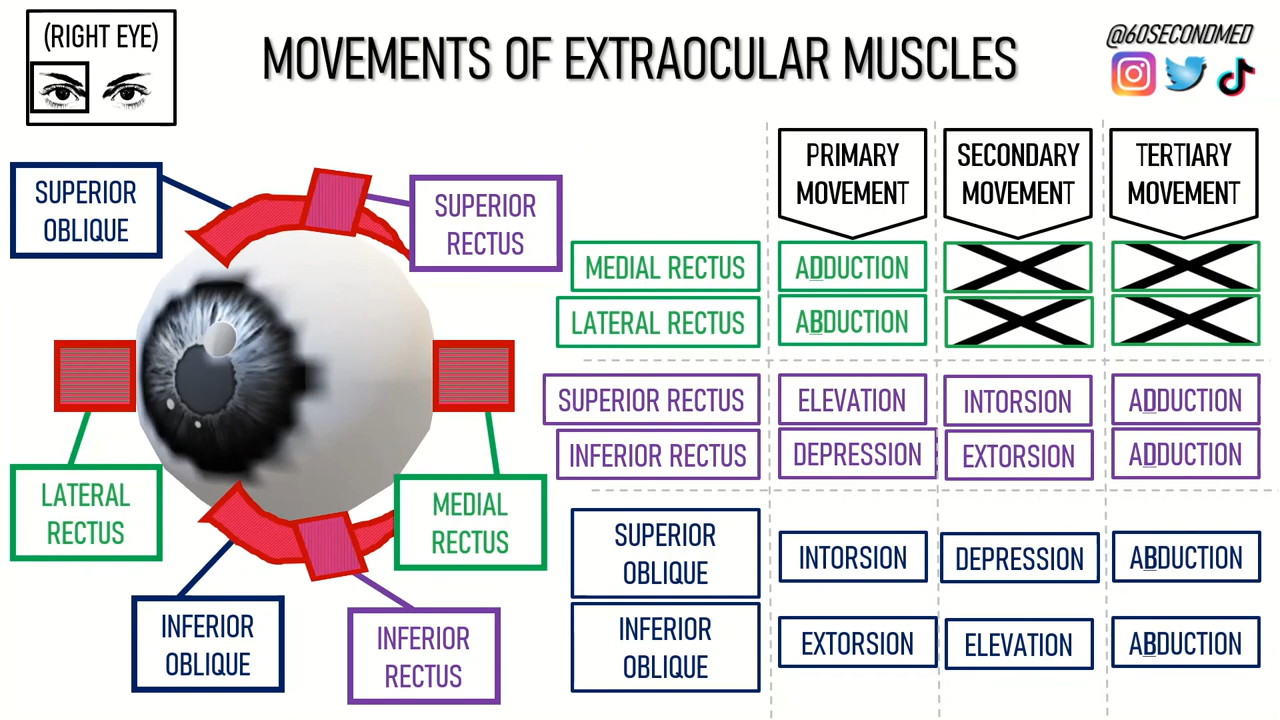 (RIGHT EYE)
MOVEMENTS OF EXTRAOCULAR MUSCLES
@60SECONDMED
SUPERIOR
OBLIQUE
SUPERIOR
RECTUS
LATERAL
RECTUS
MEDIAL
RECTUS
INFERIOR
OBLIQUE
INFERIOR
RECTUS
PRIMARY
MOVEMENT
SECONDARY
MOVEMENT
TERTIARY
MOVEMENT
MEDIAL RECTUS
ADDUCTION
LATERAL RECTUS
ABDUCTION
SUPERIOR RECTUS
ELEVATION
INTORSION
ADDUCTION
INFERIOR RECTUS
DEPRESSION
EXTORSION
ADDUCTION
SUPERIOR
OBLIQUE
INTORSION
DEPRESSION
ABDUCTION
INFERIOR
OBLIQUE
EXTORSION
ELEVATION
ABDUCTION